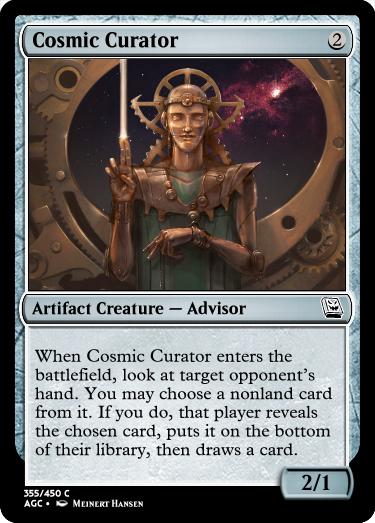 Cosmic Curator 2
Artifact Creature — Advisor
When Cosmic Curator enters the
battlefield, look at target opponent's
hand. You may choose a nonland card
from it. If you do, that player reveals
the chosen card, puts it on the bottom
of their library, then draws a card.
2/1
355/450 C
AGC • Meinert Hansen